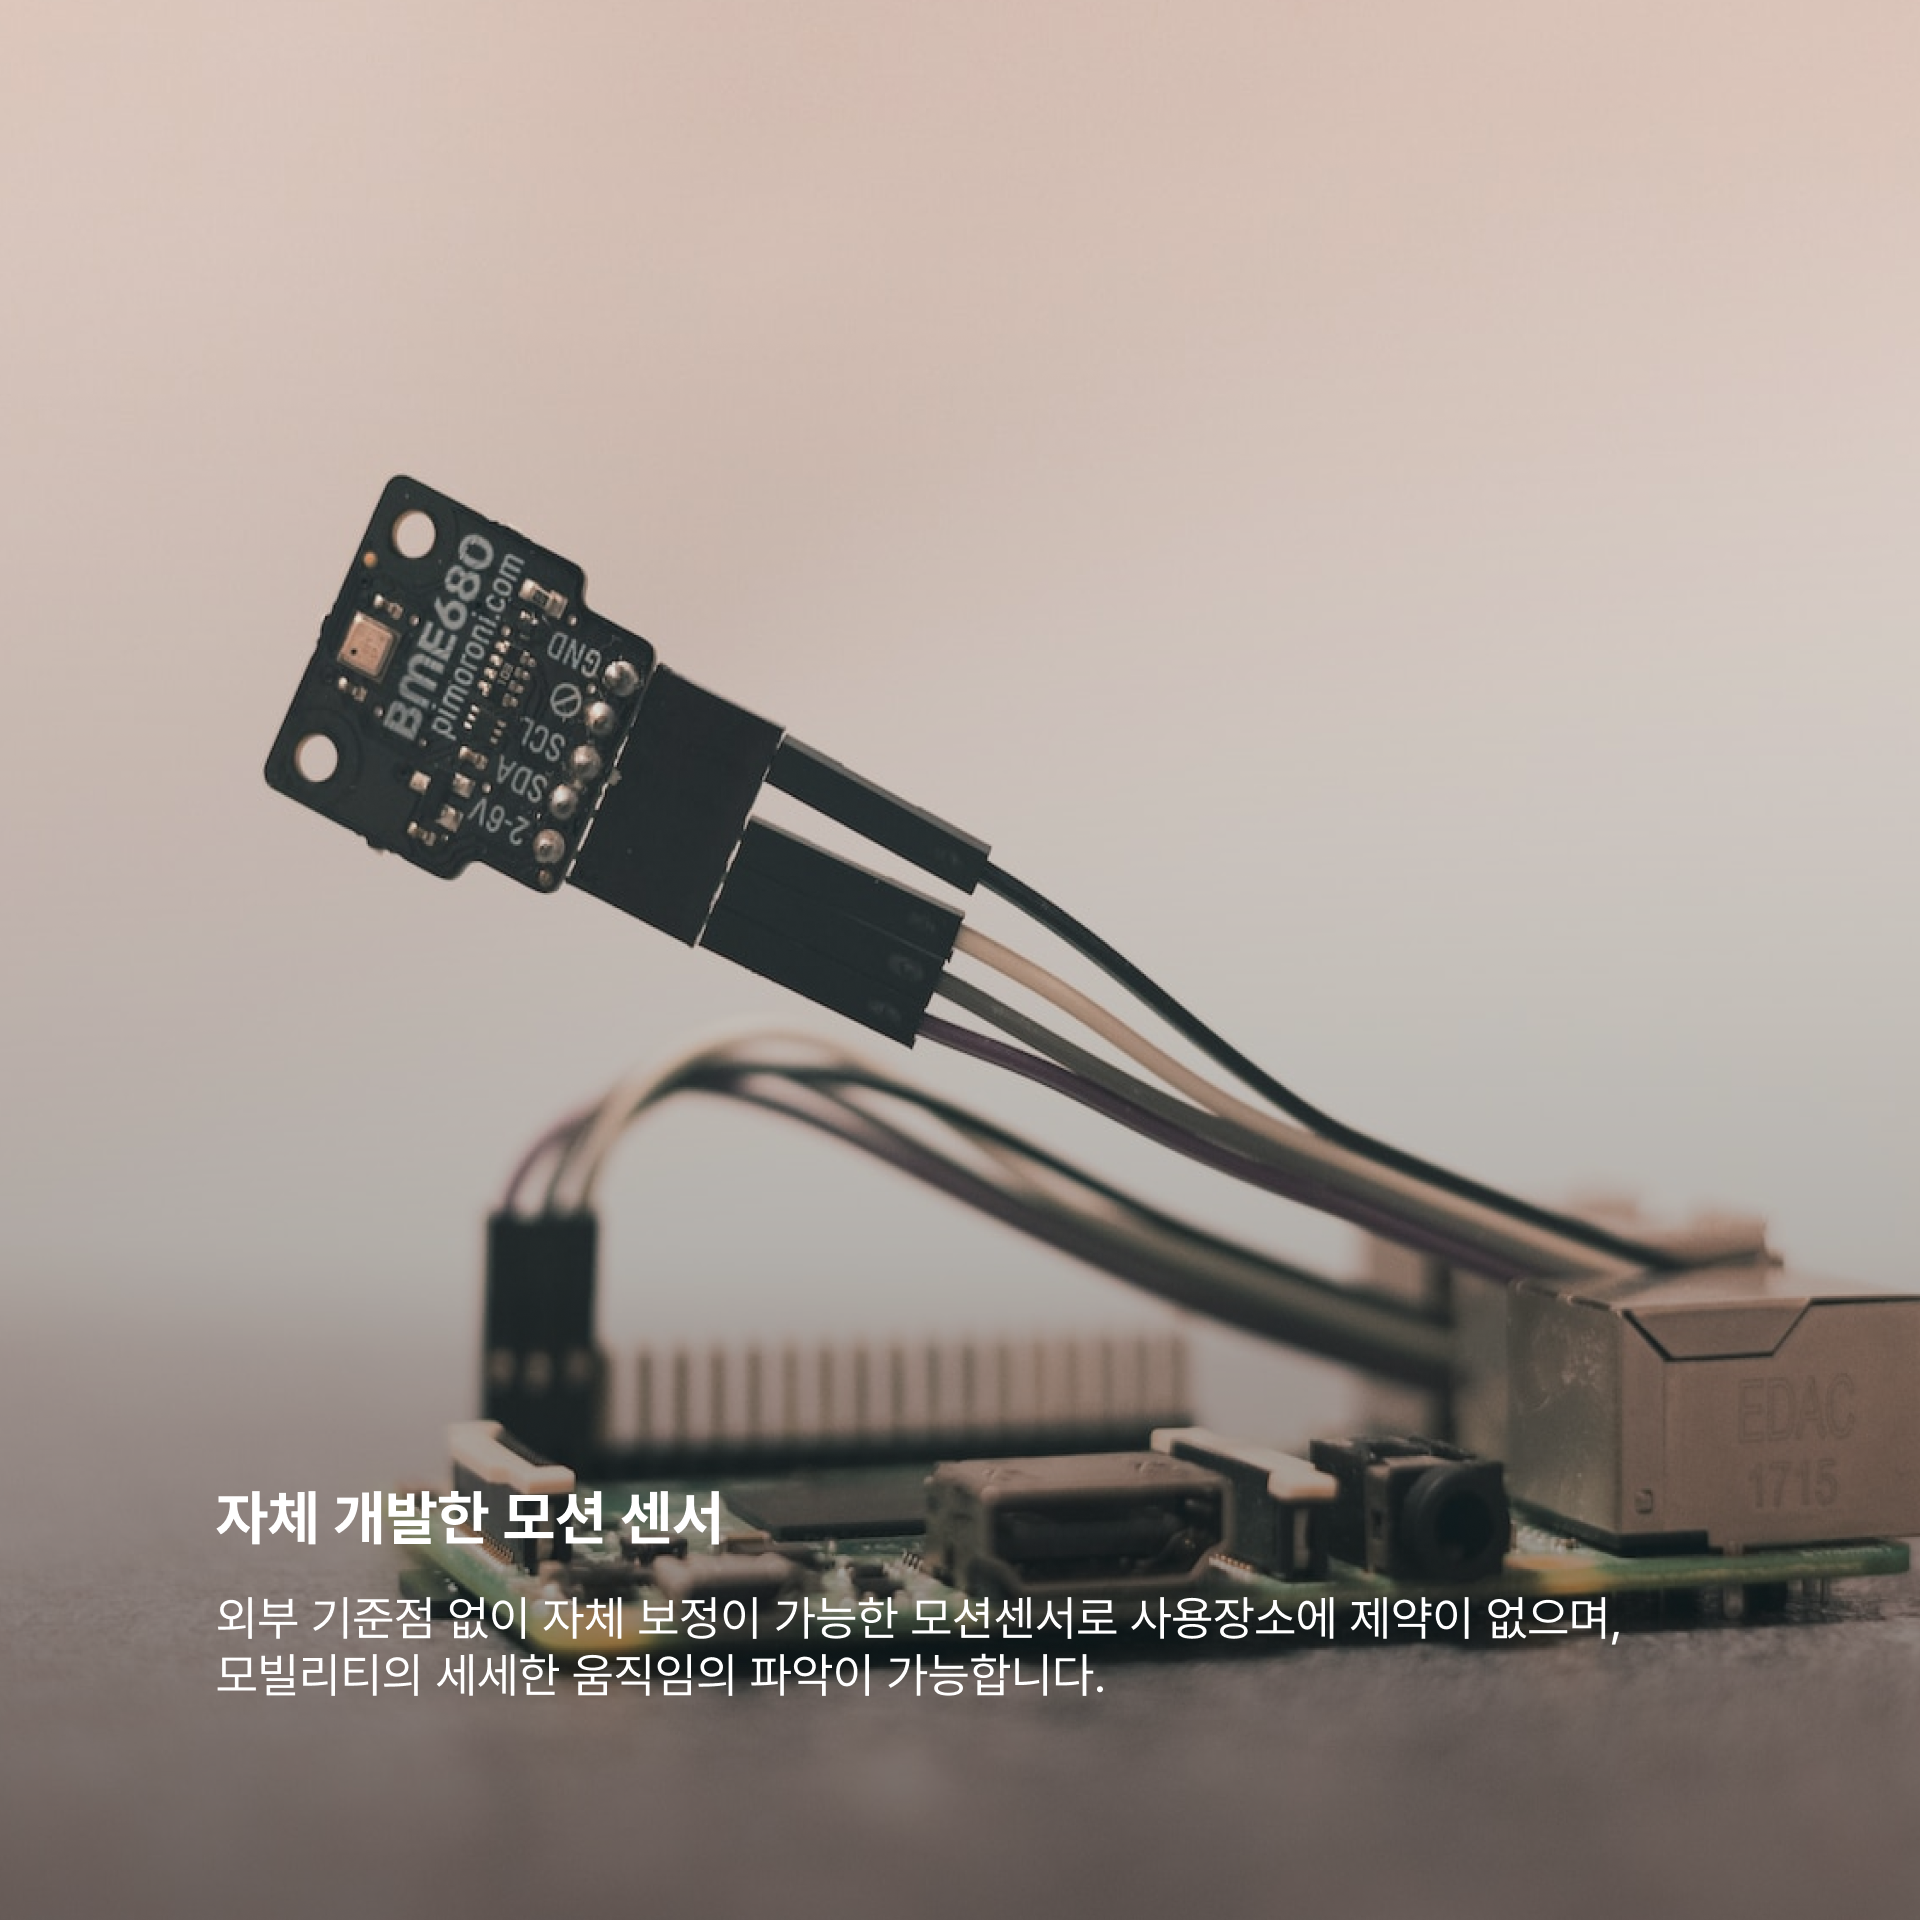 BME680
pimoroni.com
GND
SCL
SDA
2-6V
EDAC
1715
자체 개발한 모션 센서
외부 기준점 없이 자체 보정이 가능한 모션센서로 사용장소에 제약이 없으며,
모빌리티의 세세한 움직임의 파악이 가능합니다.